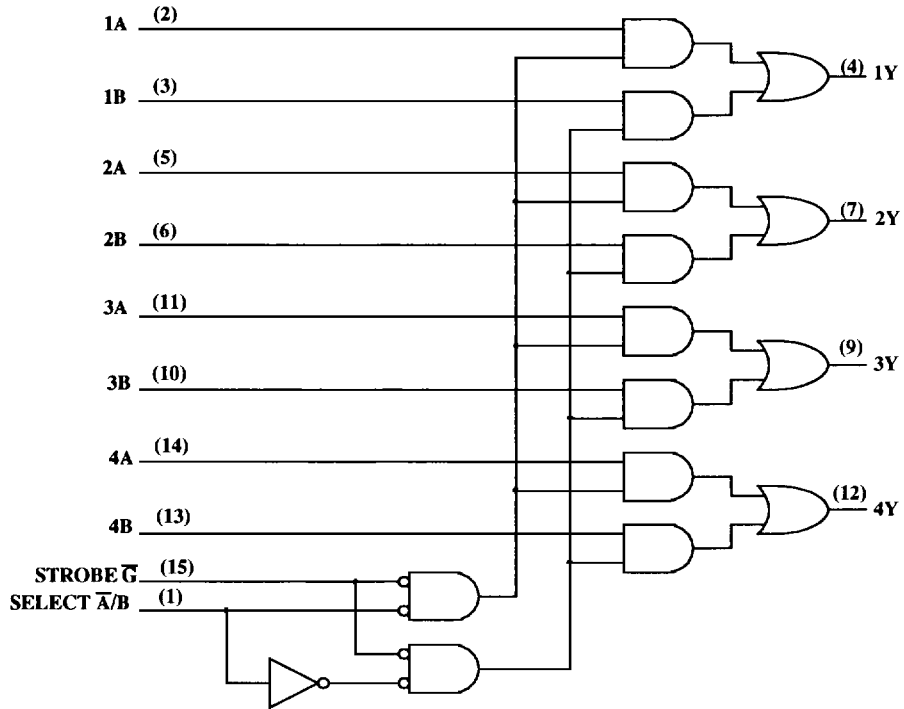 1A (2)
(4) 1Y
1B (3)
2A (5)
(7) 2Y
2B (6)
3A (11)
(9) 3Y
3B (10)
4A (14)
(12) 4Y
4B (13)
STROBE G̅ (15)
SELECT A̅/B (1)